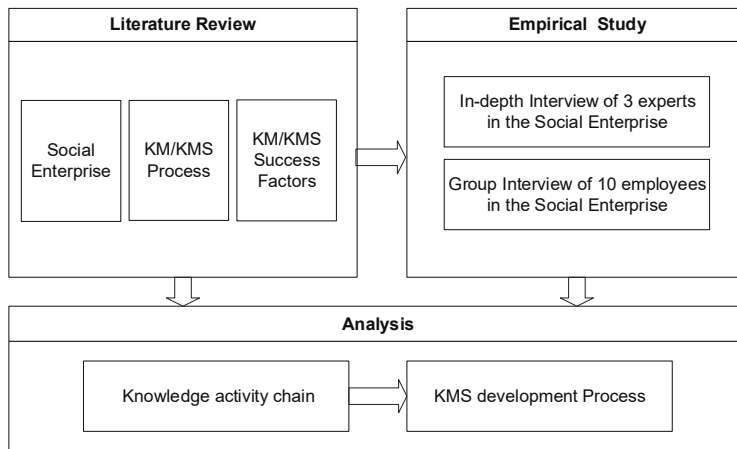 Literature Review
Social
Enterprise
KM/KMS
Process
KM/KMS
Success
Factors
Empirical Study
In-depth Interview of 3 experts
in the Social Enterprise
Group Interview of 10 employees
in the Social Enterprise
Analysis
Knowledge activity chain
KMS development Process